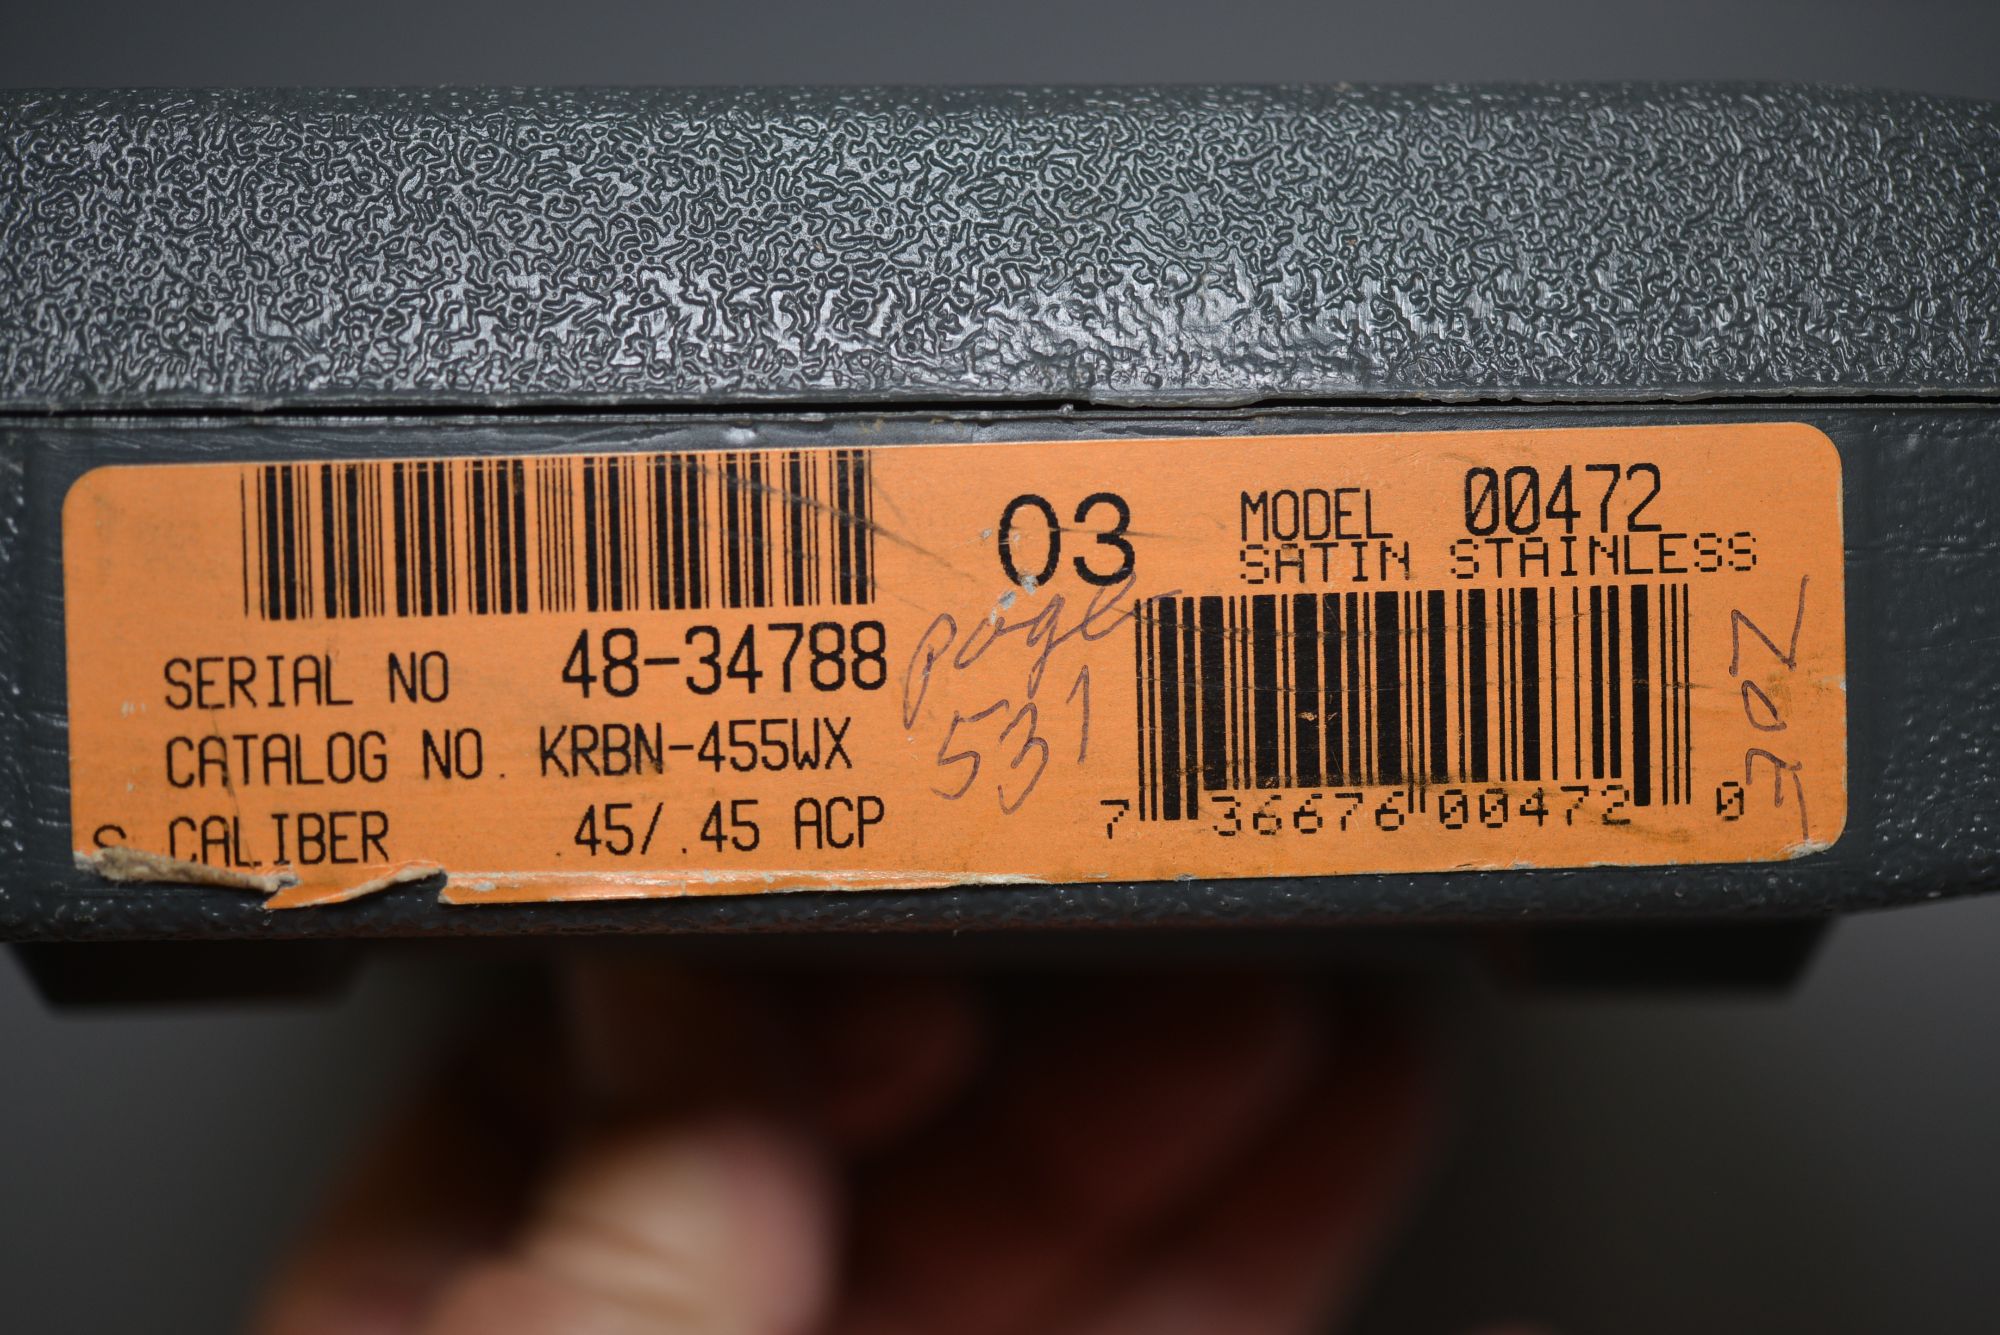 SERIAL NO 48-34788
CATALOG NO. KRBN-455WX
S CALIBER .45/.45 ACP
03
page
531
MODEL 00472
SATIN STAINLESS
7 36676 00472 0